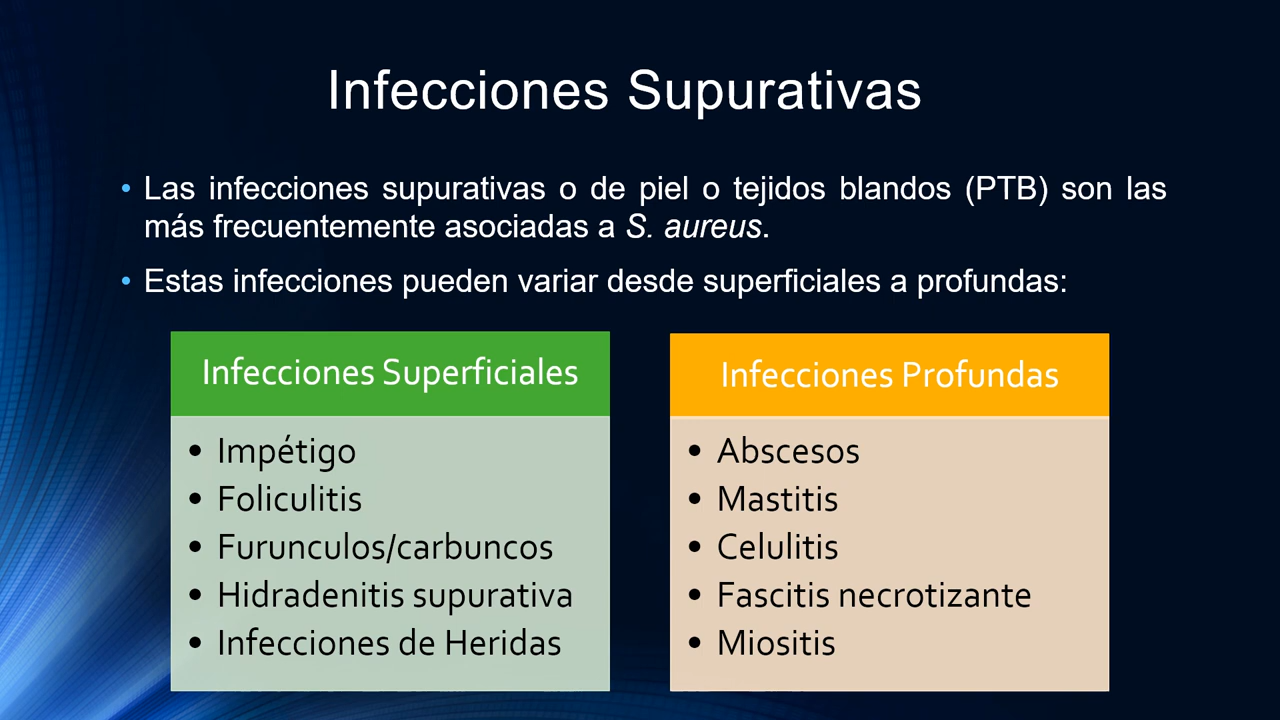 Infecciones Supurativas
• Las infecciones supurativas o de piel o tejidos blandos (PTB) son las
más frecuentemente asociadas a S. aureus.
• Estas infecciones pueden variar desde superficiales a profundas:
Infecciones Superficiales
• Impétigo
• Foliculitis
• Furunculos/carbuncos
• Hidradenitis supurativa
• Infecciones de Heridas
Infecciones Profundas
• Abscesos
• Mastitis
• Celulitis
• Fascitis necrotizante
• Miositis